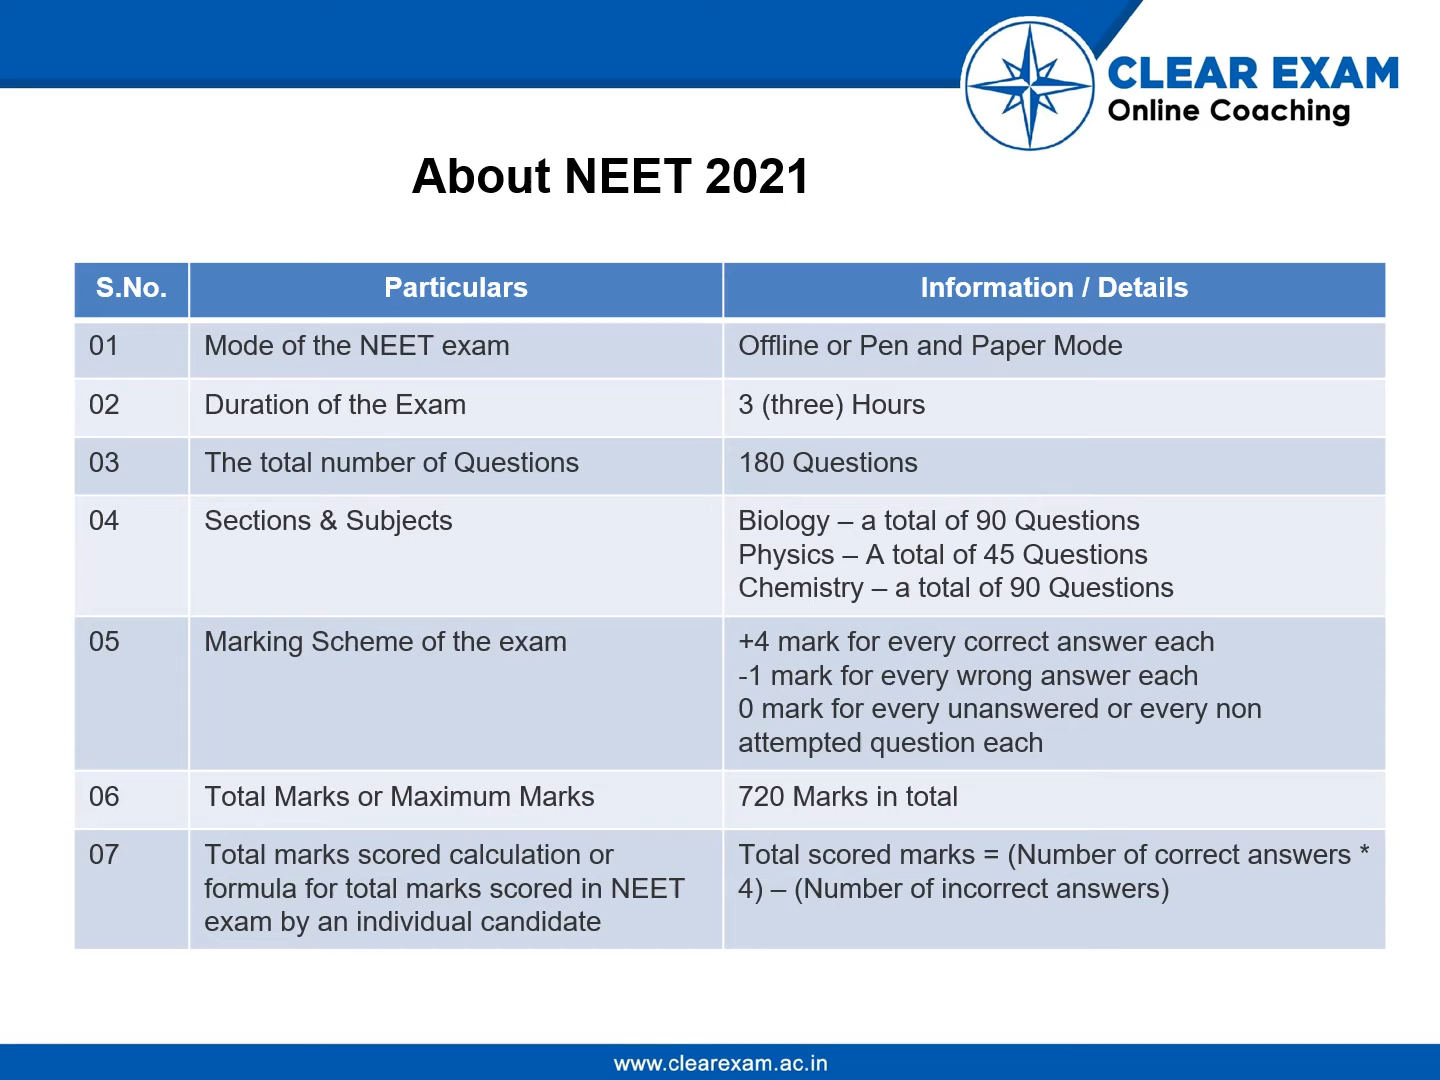 CLEAR EXAM
Online Coaching
About NEET 2021
S.No. Particulars Information / Details
01 Mode of the NEET exam Offline or Pen and Paper Mode
02 Duration of the Exam 3 (three) Hours
03 The total number of Questions 180 Questions
04 Sections & Subjects Biology – a total of 90 Questions
Physics – A total of 45 Questions
Chemistry – a total of 90 Questions
05 Marking Scheme of the exam +4 mark for every correct answer each
-1 mark for every wrong answer each
0 mark for every unanswered or every non
attempted question each
06 Total Marks or Maximum Marks 720 Marks in total
07 Total marks scored calculation or
formula for total marks scored in NEET
exam by an individual candidate
Total scored marks = (Number of correct answers *
4) – (Number of incorrect answers)
www.clearexam.ac.in